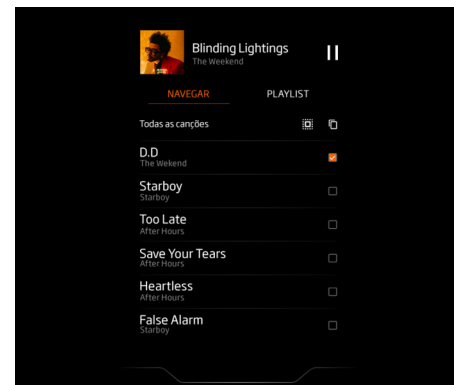 Blinding Lightings
The Weekend
NAVEGAR
PLAYLIST
Todas as canções
D.D
The Wekend
Starboy
Starboy
Too Late
After Hours
Save Your Tears
After Hours
Heartless
After Hours
False Alarm
Starboy